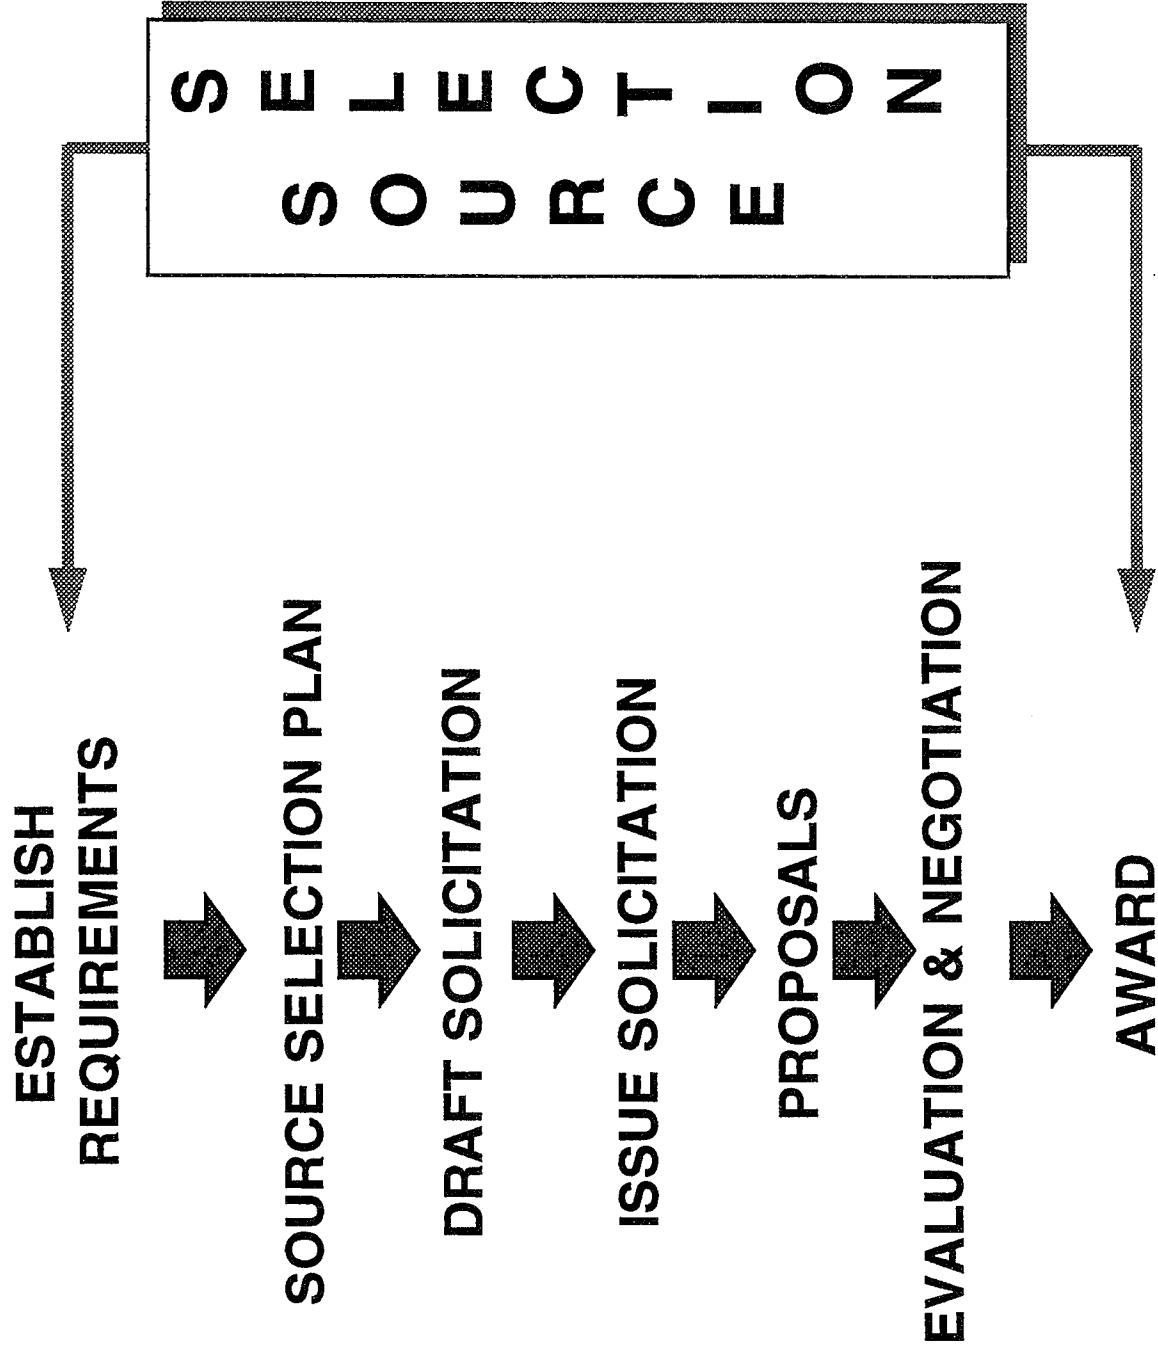 ESTABLISH
REQUIREMENTS
SOURCE SELECTION PLAN
DRAFT SOLICITATION
ISSUE SOLICITATION
PROPOSALS
EVALUATION & NEGOTIATION
AWARD
SOURCE
SELECTION